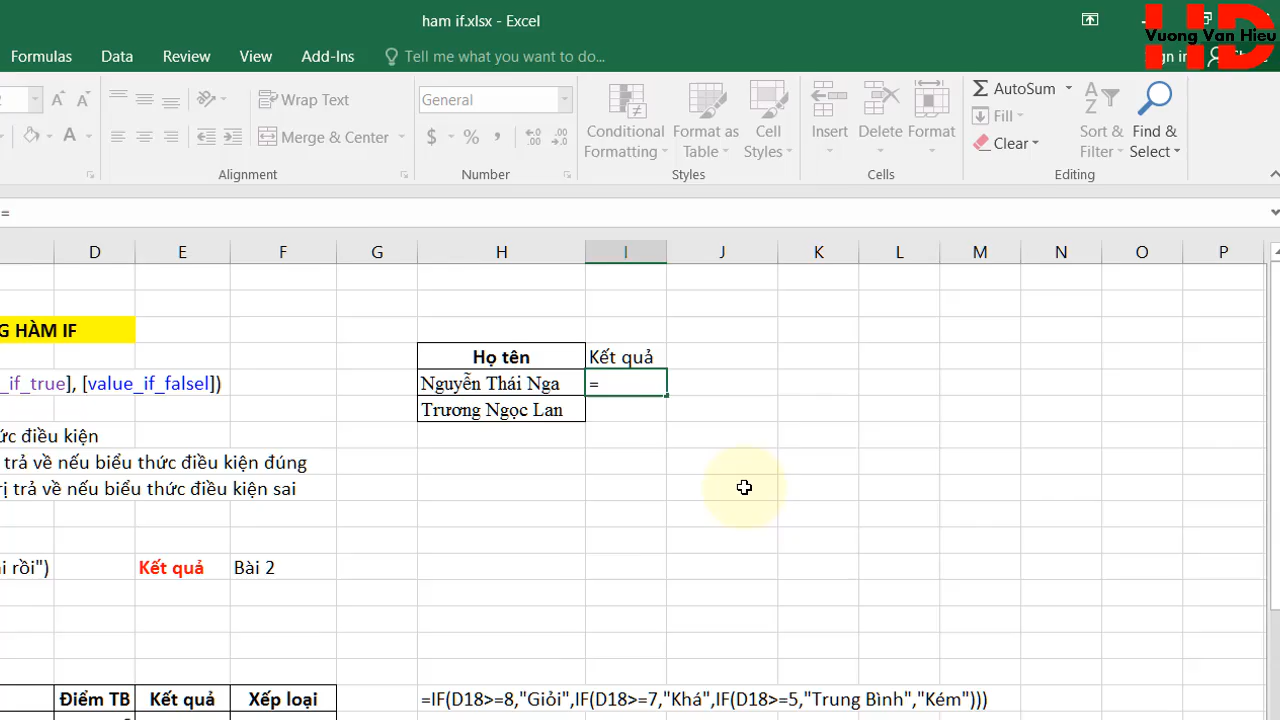 ham if.xlsx - Excel
HD
Vuong Van Hieu
Formulas Data Review View Add-Ins Tell me what you want to do...
Wrap Text General AutoSum
Merge & Center $ % , Conditional Formatting Format as Table Cell Styles Insert Delete Format Fill Sort & Filter Find & Select
Clear
Alignment Number Styles Cells Editing
=
D E F G H I J K L M N O P
G HÀM IF
Họ tên Kết quả
_if_true], [value_if_falsel]) Nguyễn Thái Nga =
Trương Ngọc Lan
ức điều kiện
trả về nếu biểu thức điều kiện đúng
rị trả về nếu biểu thức điều kiện sai
i rồi") Kết quả Bài 2
Điểm TB Kết quả Xếp loại =IF(D18>=8,"Giỏi",IF(D18>=7,"Khá",IF(D18>=5,"Trung Bình","Kém")))